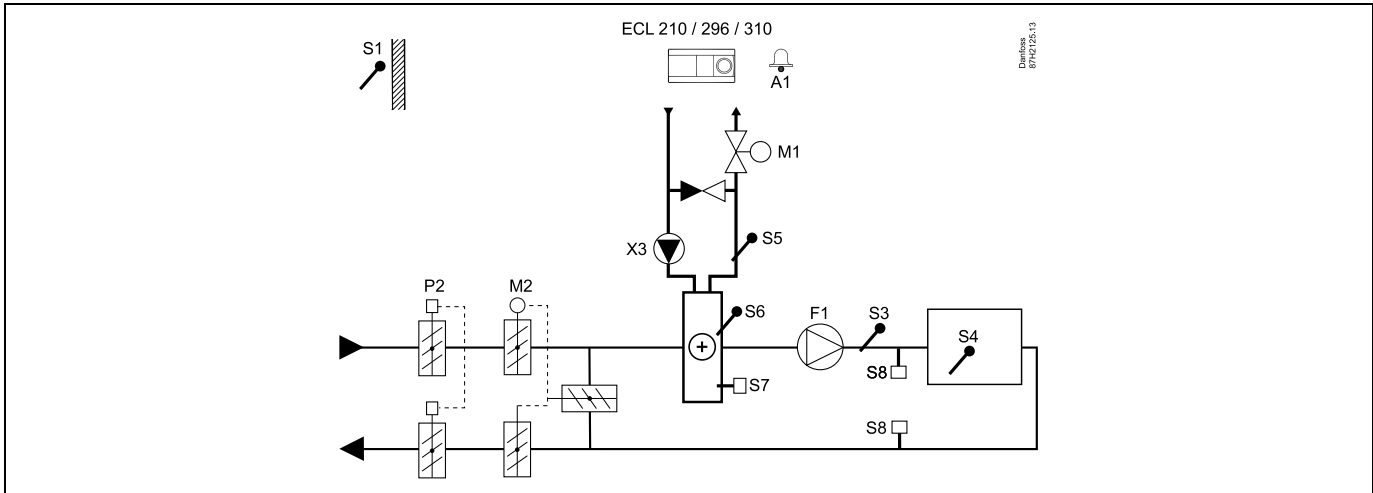 ECL 210 / 296 / 310
Danfoss
87H2125.13
S1
A1
M1
X3
S5
P2
M2
S6
F1
S3
S4
S8
S7
S8